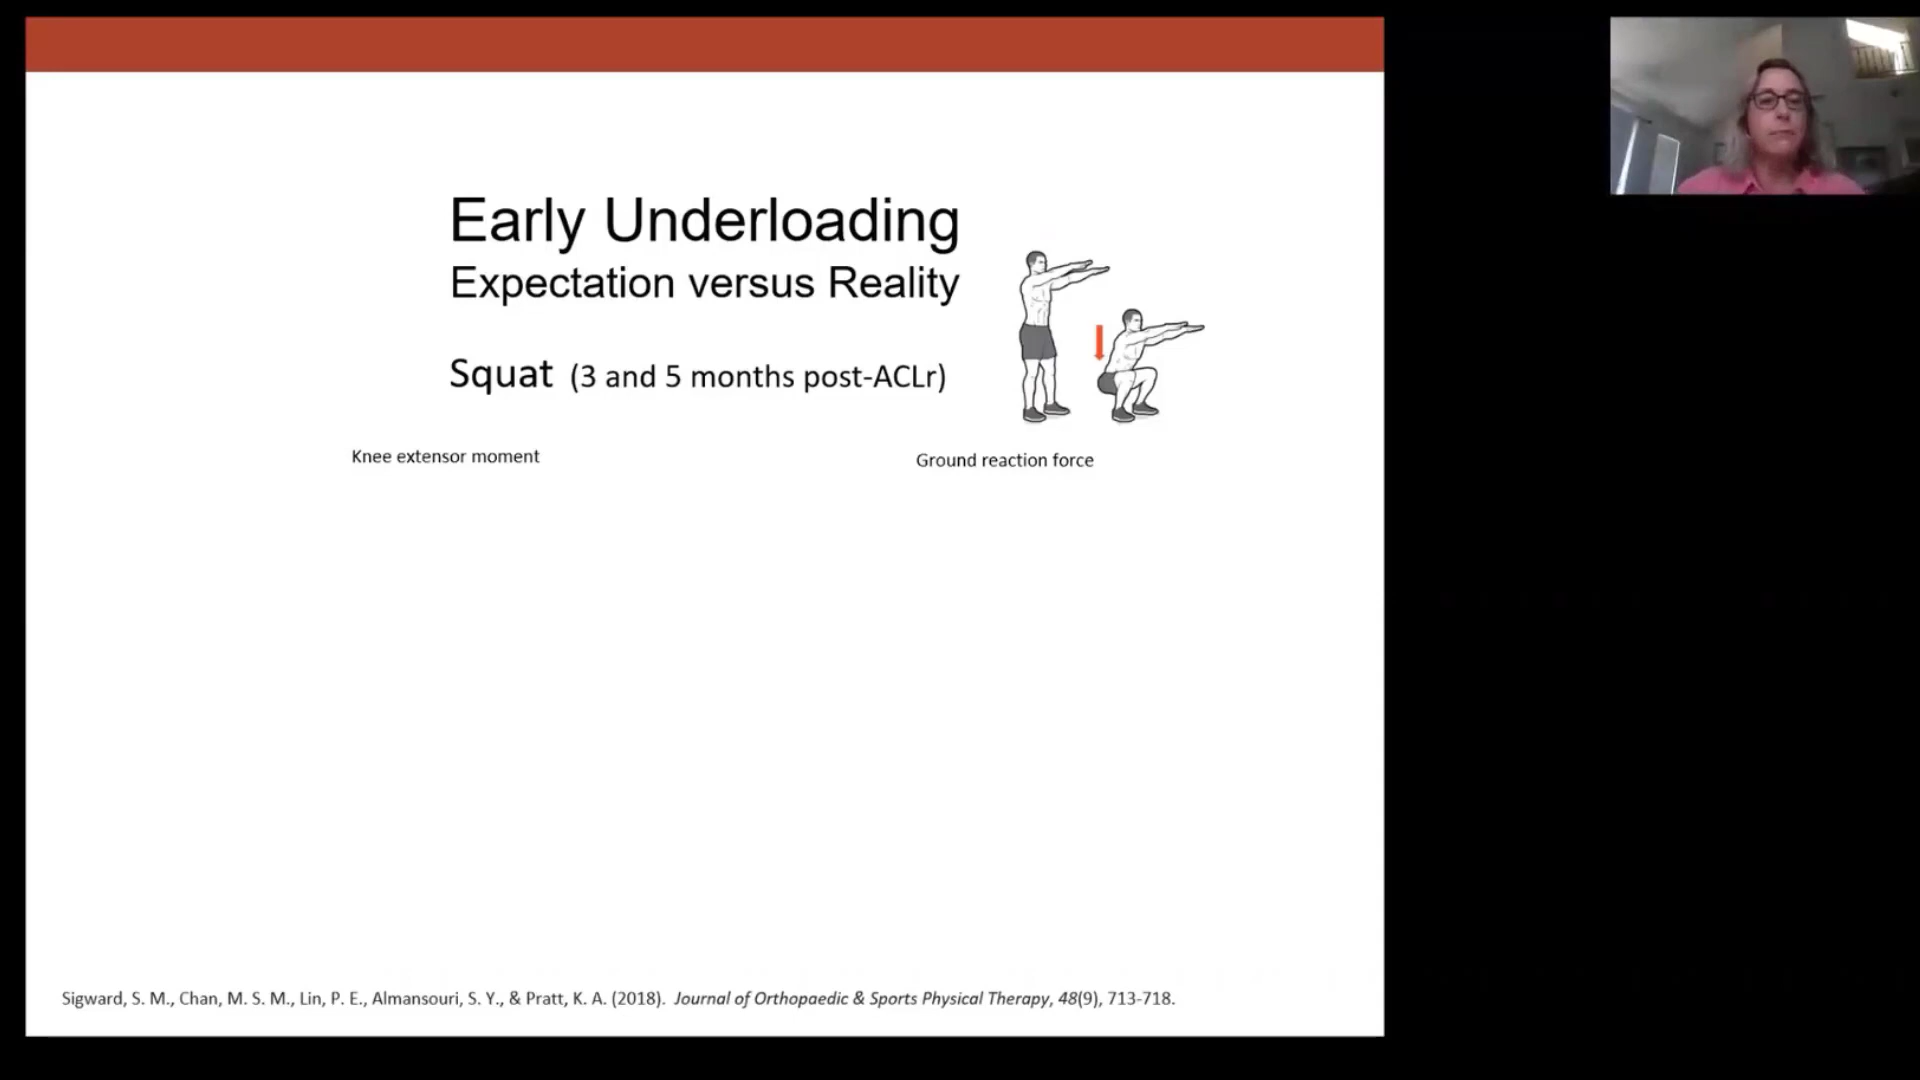 Early Underloading
Expectation versus Reality
Squat (3 and 5 months post-ACLr)
Knee extensor moment
Ground reaction force
Sigward, S. M., Chan, M. S. M., Lin, P. E., Almansouri, S. Y., & Pratt, K. A. (2018). Journal of Orthopaedic & Sports Physical Therapy, 48(9), 713-718.